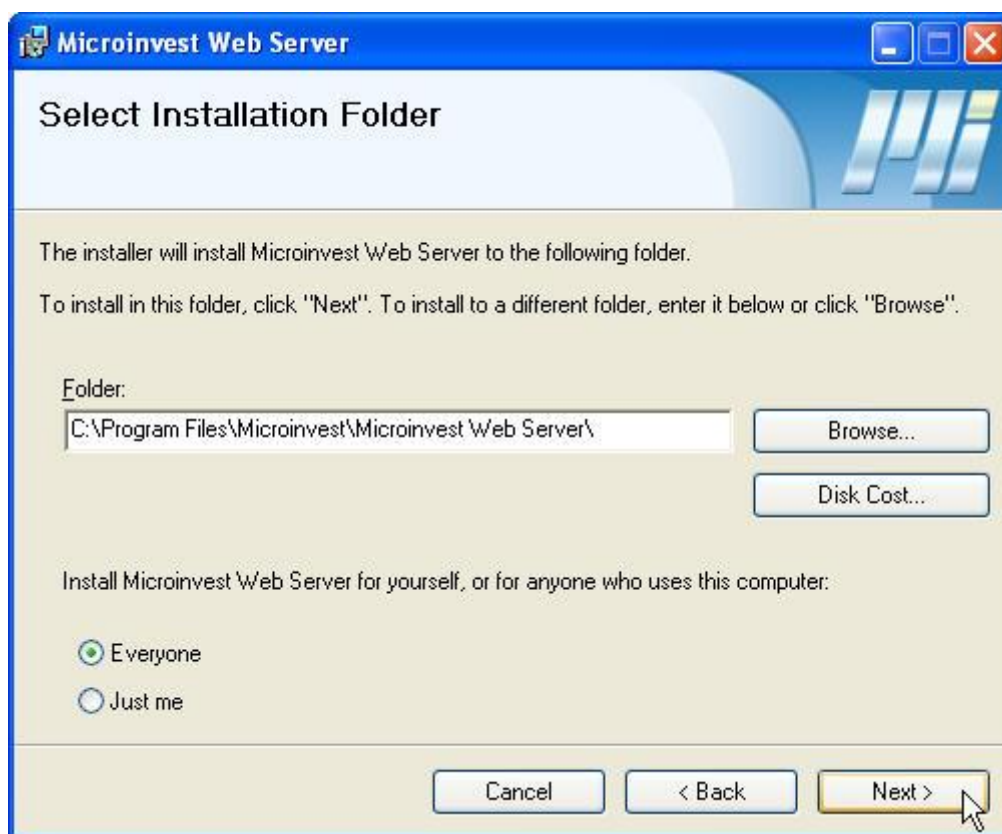 Microinvest Web Server
Select Installation Folder
Mi
The installer will install Microinvest Web Server to the following folder.
To install in this folder, click "Next". To install to a different folder, enter it below or click "Browse".
Folder:
C:\Program Files\Microinvest\Microinvest Web Server\
Browse...
Disk Cost...
Install Microinvest Web Server for yourself, or for anyone who uses this computer:
Everyone
Just me
Cancel
< Back
Next >